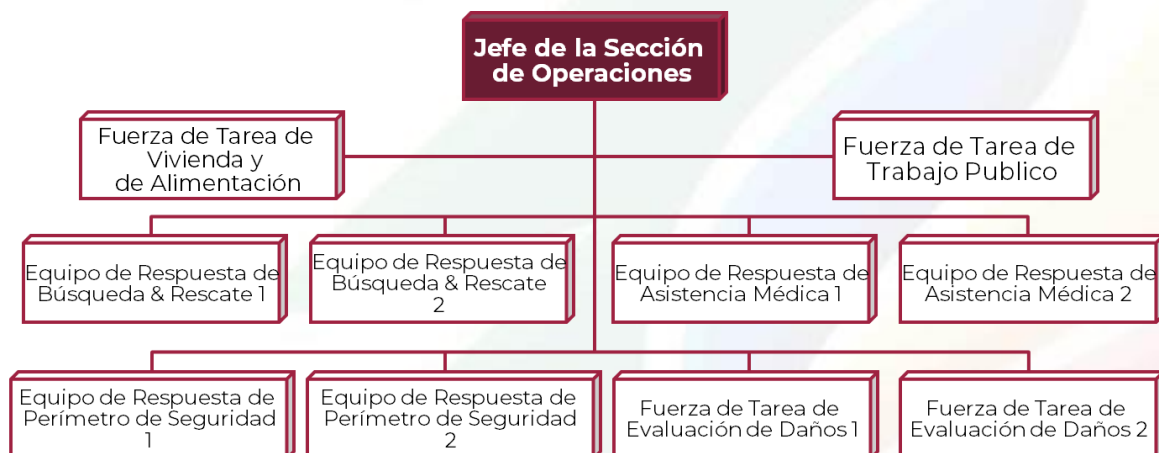 Jefe de la Sección
de Operaciones
Fuerza de Tarea de
Vivienda y
de Alimentación
Fuerza de Tarea de
Trabajo Publico
Equipo de Respuesta de
Búsqueda & Rescate 1
Equipo de Respuesta de
Búsqueda & Rescate
2
Equipo de Respuesta de
Asistencia Médica 1
Equipo de Respuesta de
Asistencia Médica 2
Equipo de Respuesta de
Perímetro de Seguridad
1
Equipo de Respuesta de
Perímetro de Seguridad
2
Fuerza de Tarea de
Evaluación de Daños 1
Fuerza de Tarea de
Evaluación de Daños 2